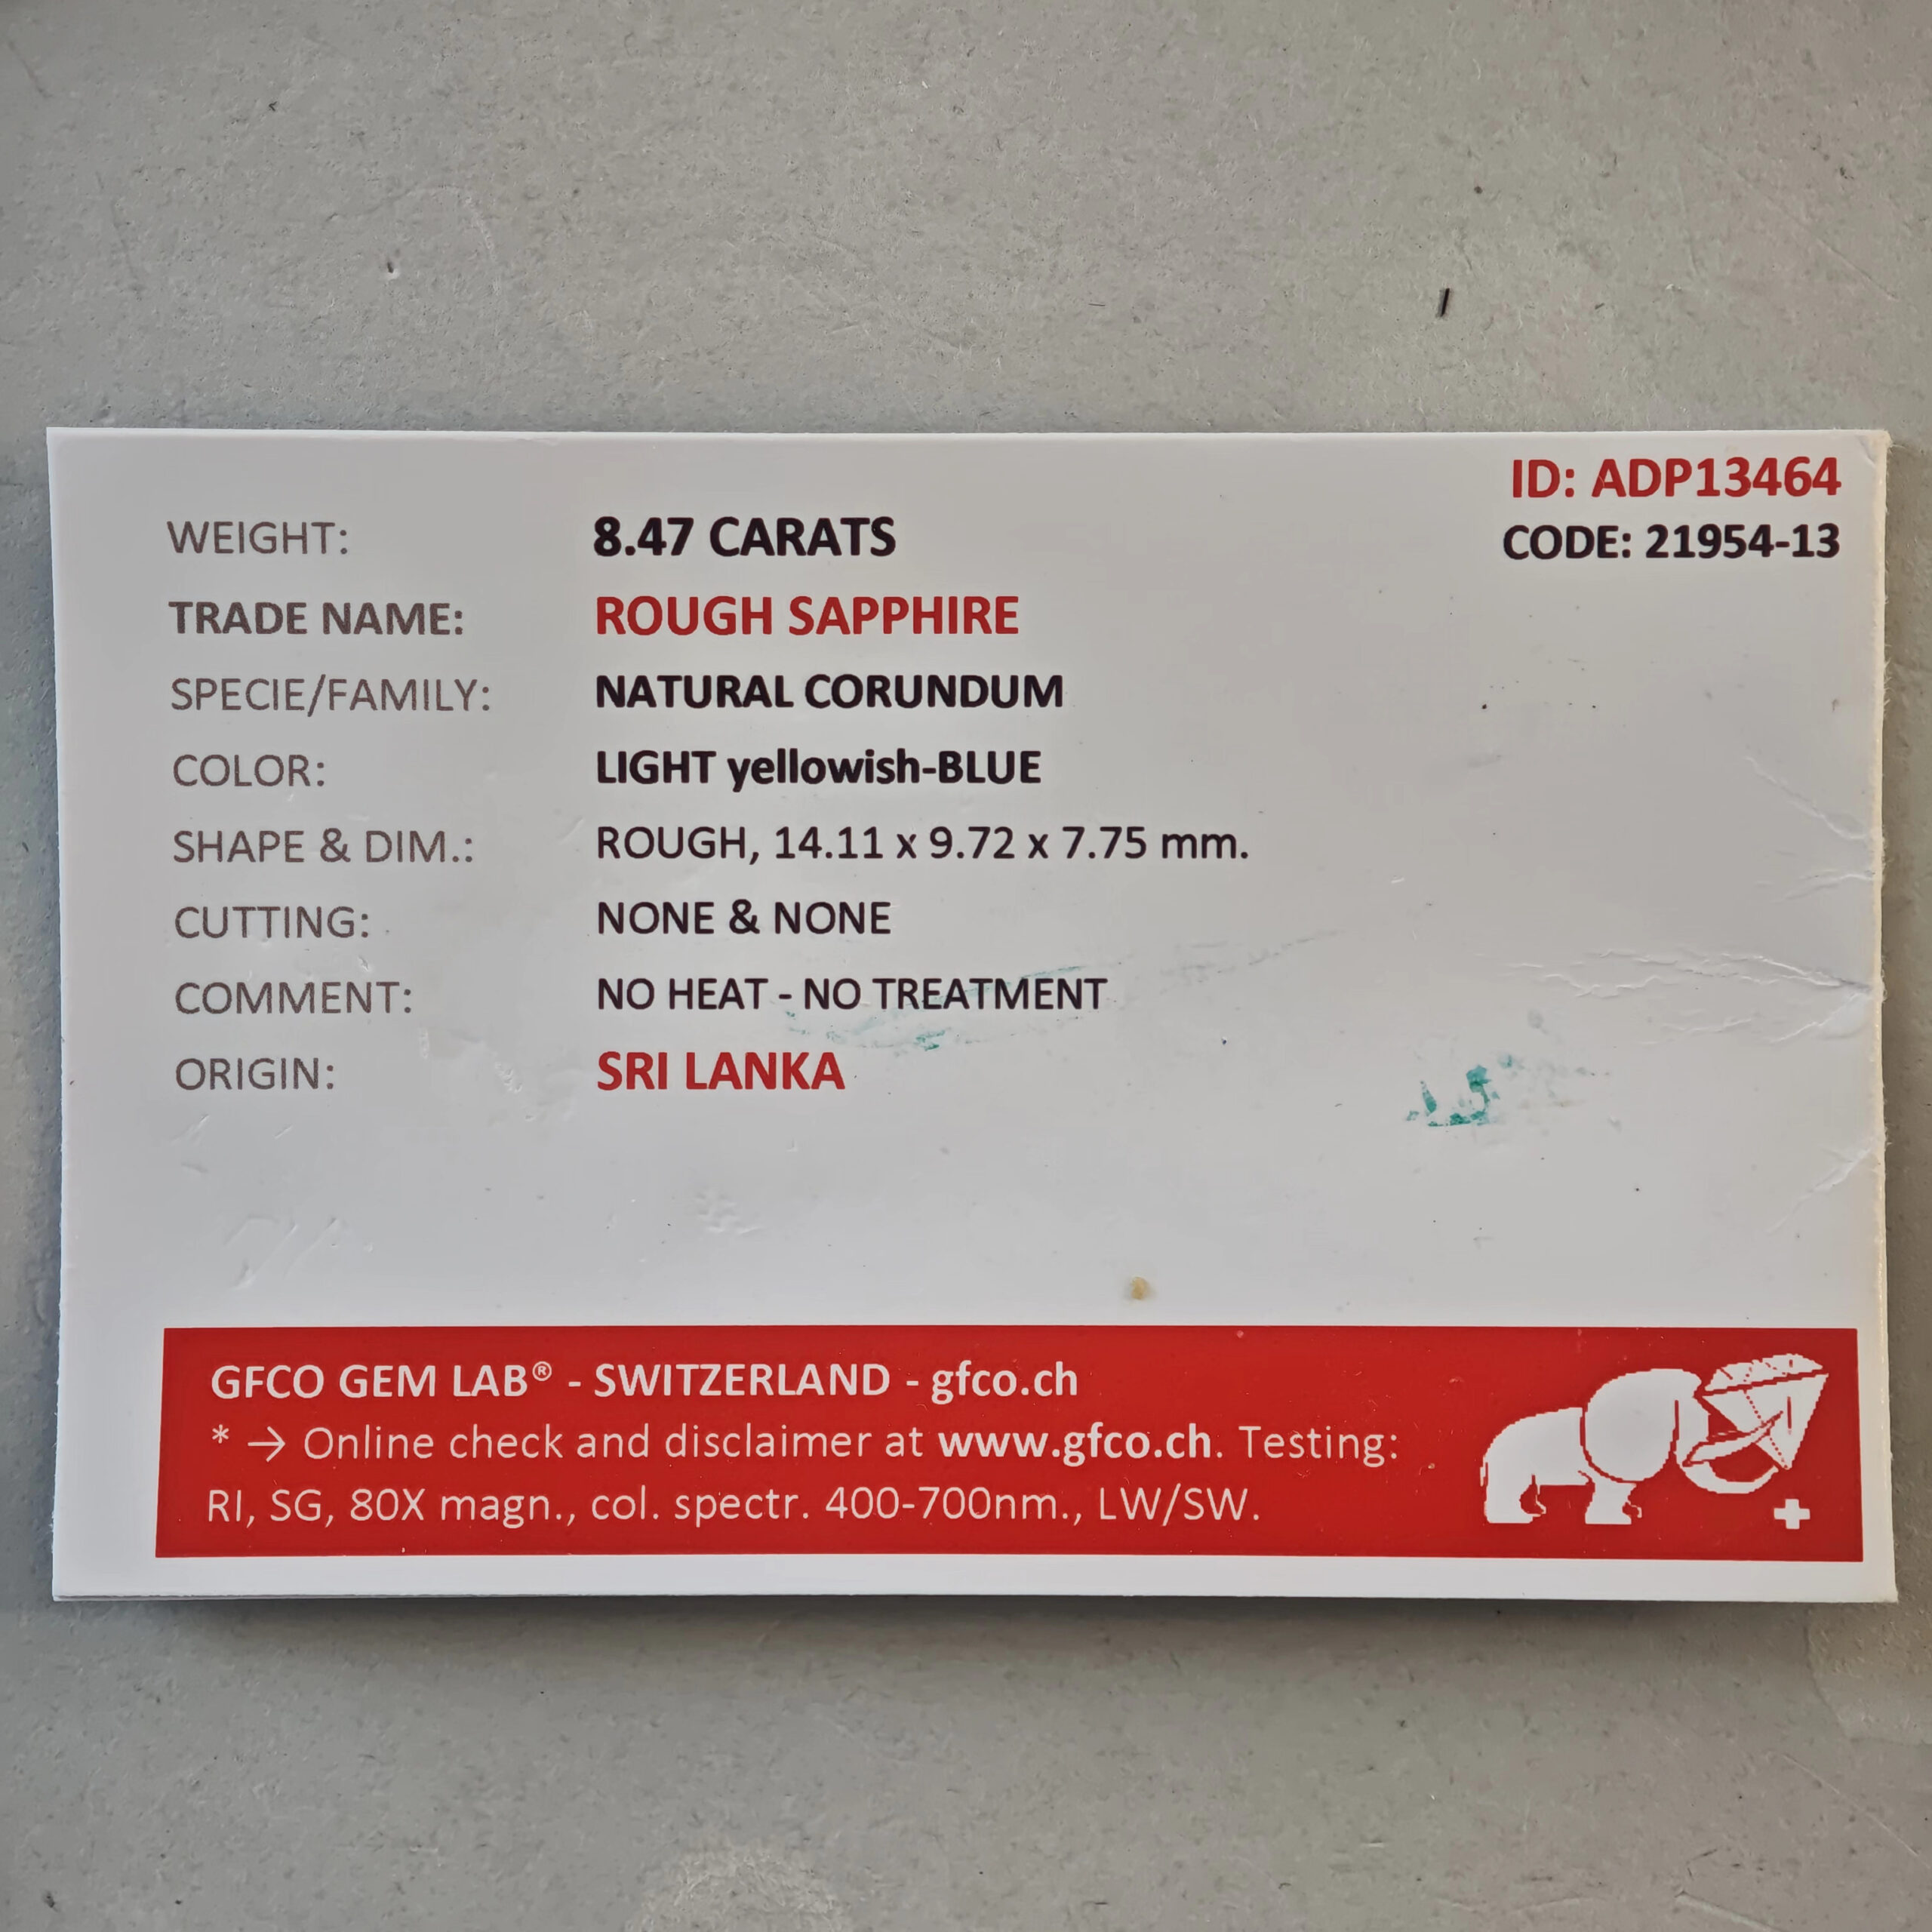 ID: ADP13464
CODE: 21954-13
WEIGHT: 8.47 CARATS
TRADE NAME: ROUGH SAPPHIRE
SPECIE/FAMILY: NATURAL CORUNDUM
COLOR: LIGHT yellowish-BLUE
SHAPE & DIM.: ROUGH, 14.11 x 9.72 x 7.75 mm.
CUTTING: NONE & NONE
COMMENT: NO HEAT - NO TREATMENT
ORIGIN: SRI LANKA
GFCO GEM LAB® - SWITZERLAND - gfco.ch
* → Online check and disclaimer at www.gfco.ch. Testing:
RI, SG, 80X magn., col. spectr. 400-700nm., LW/SW.